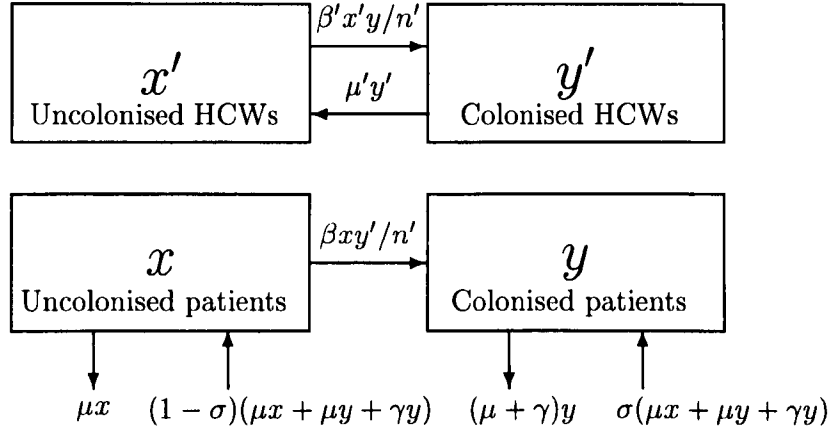 β′x′y/n′
x′ y′
μ′y′
Uncolonised HCWs Colonised HCWs
βxy′/n′
x y
Uncolonised patients Colonised patients
μx (1 − σ)(μx + μy + γy) (μ + γ)y σ(μx + μy + γy)